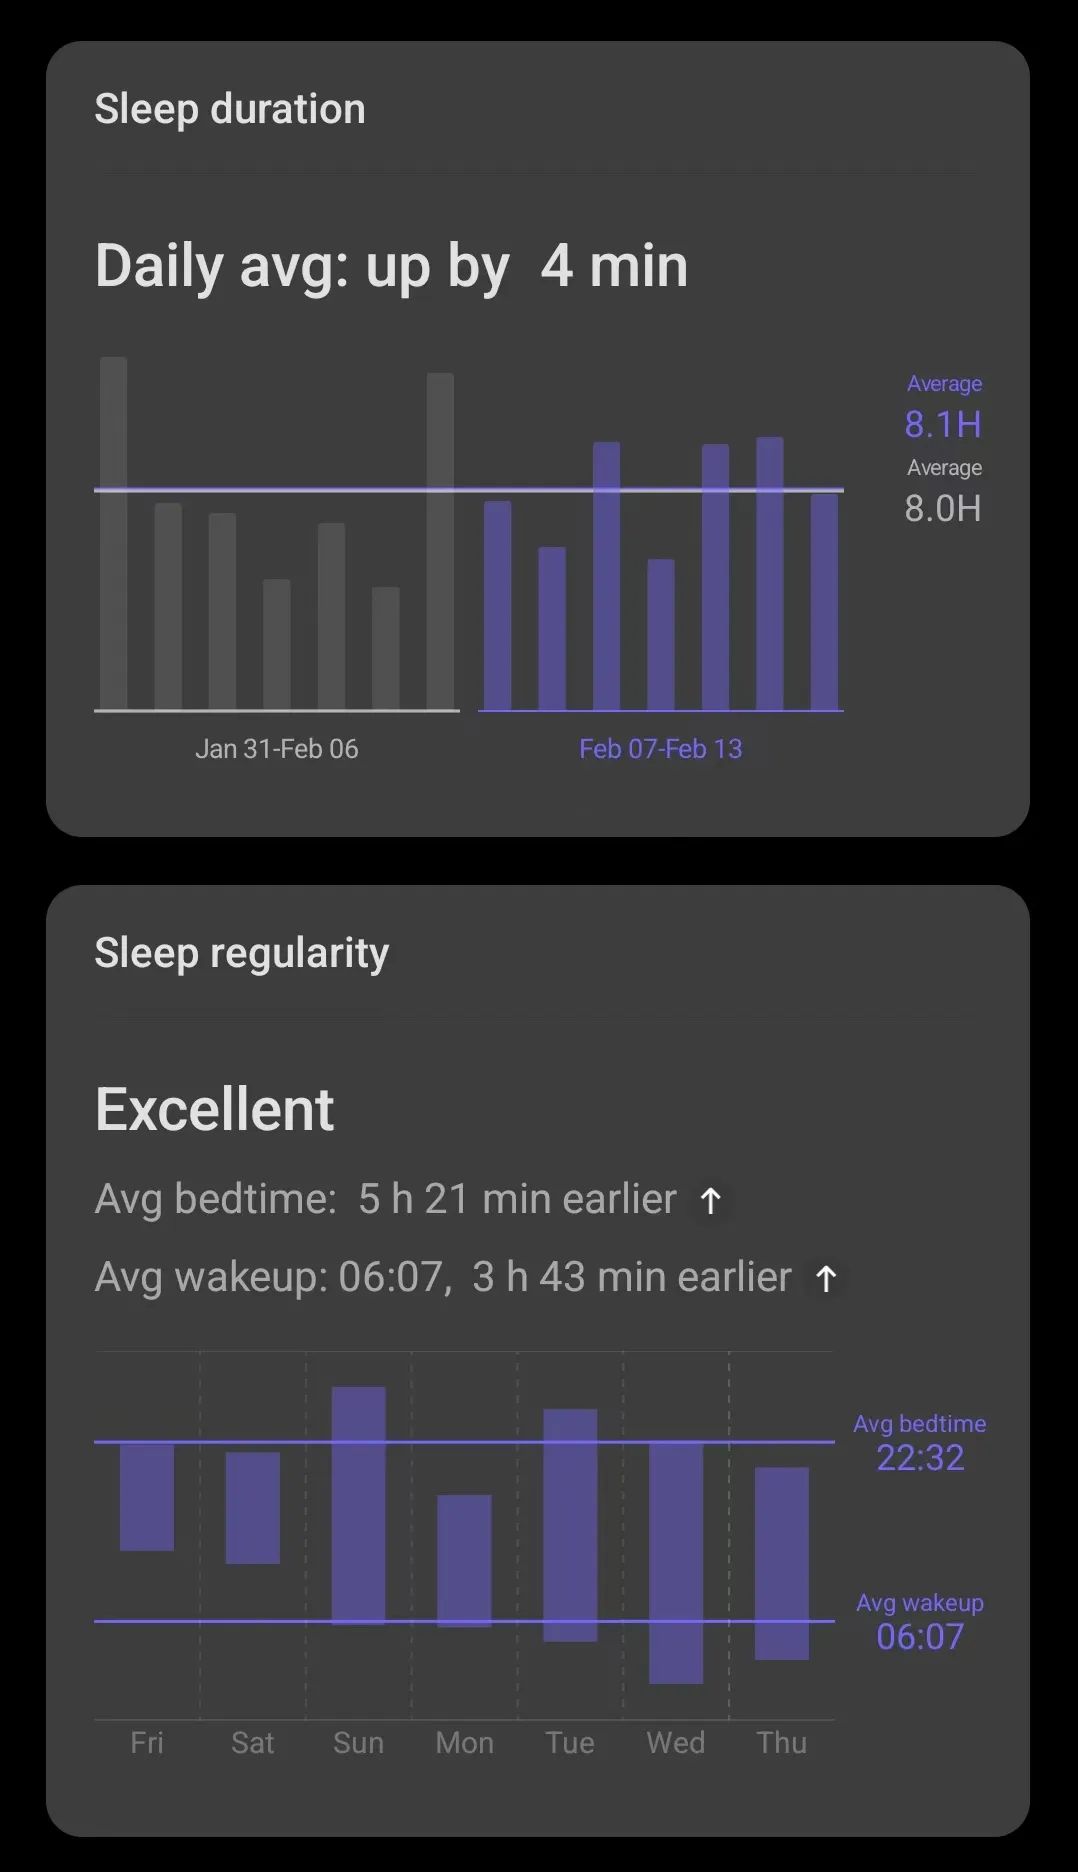 Sleep duration
Daily avg: up by  4 min
Average
8.1H
Average
8.0H
Jan 31-Feb 06
Feb 07-Feb 13
Sleep regularity
Excellent
Avg bedtime:  5 h 21 min earlier ↑
Avg wakeup: 06:07,  3 h 43 min earlier ↑
Avg bedtime
22:32
Avg wakeup
06:07
Fri Sat Sun Mon Tue Wed Thu